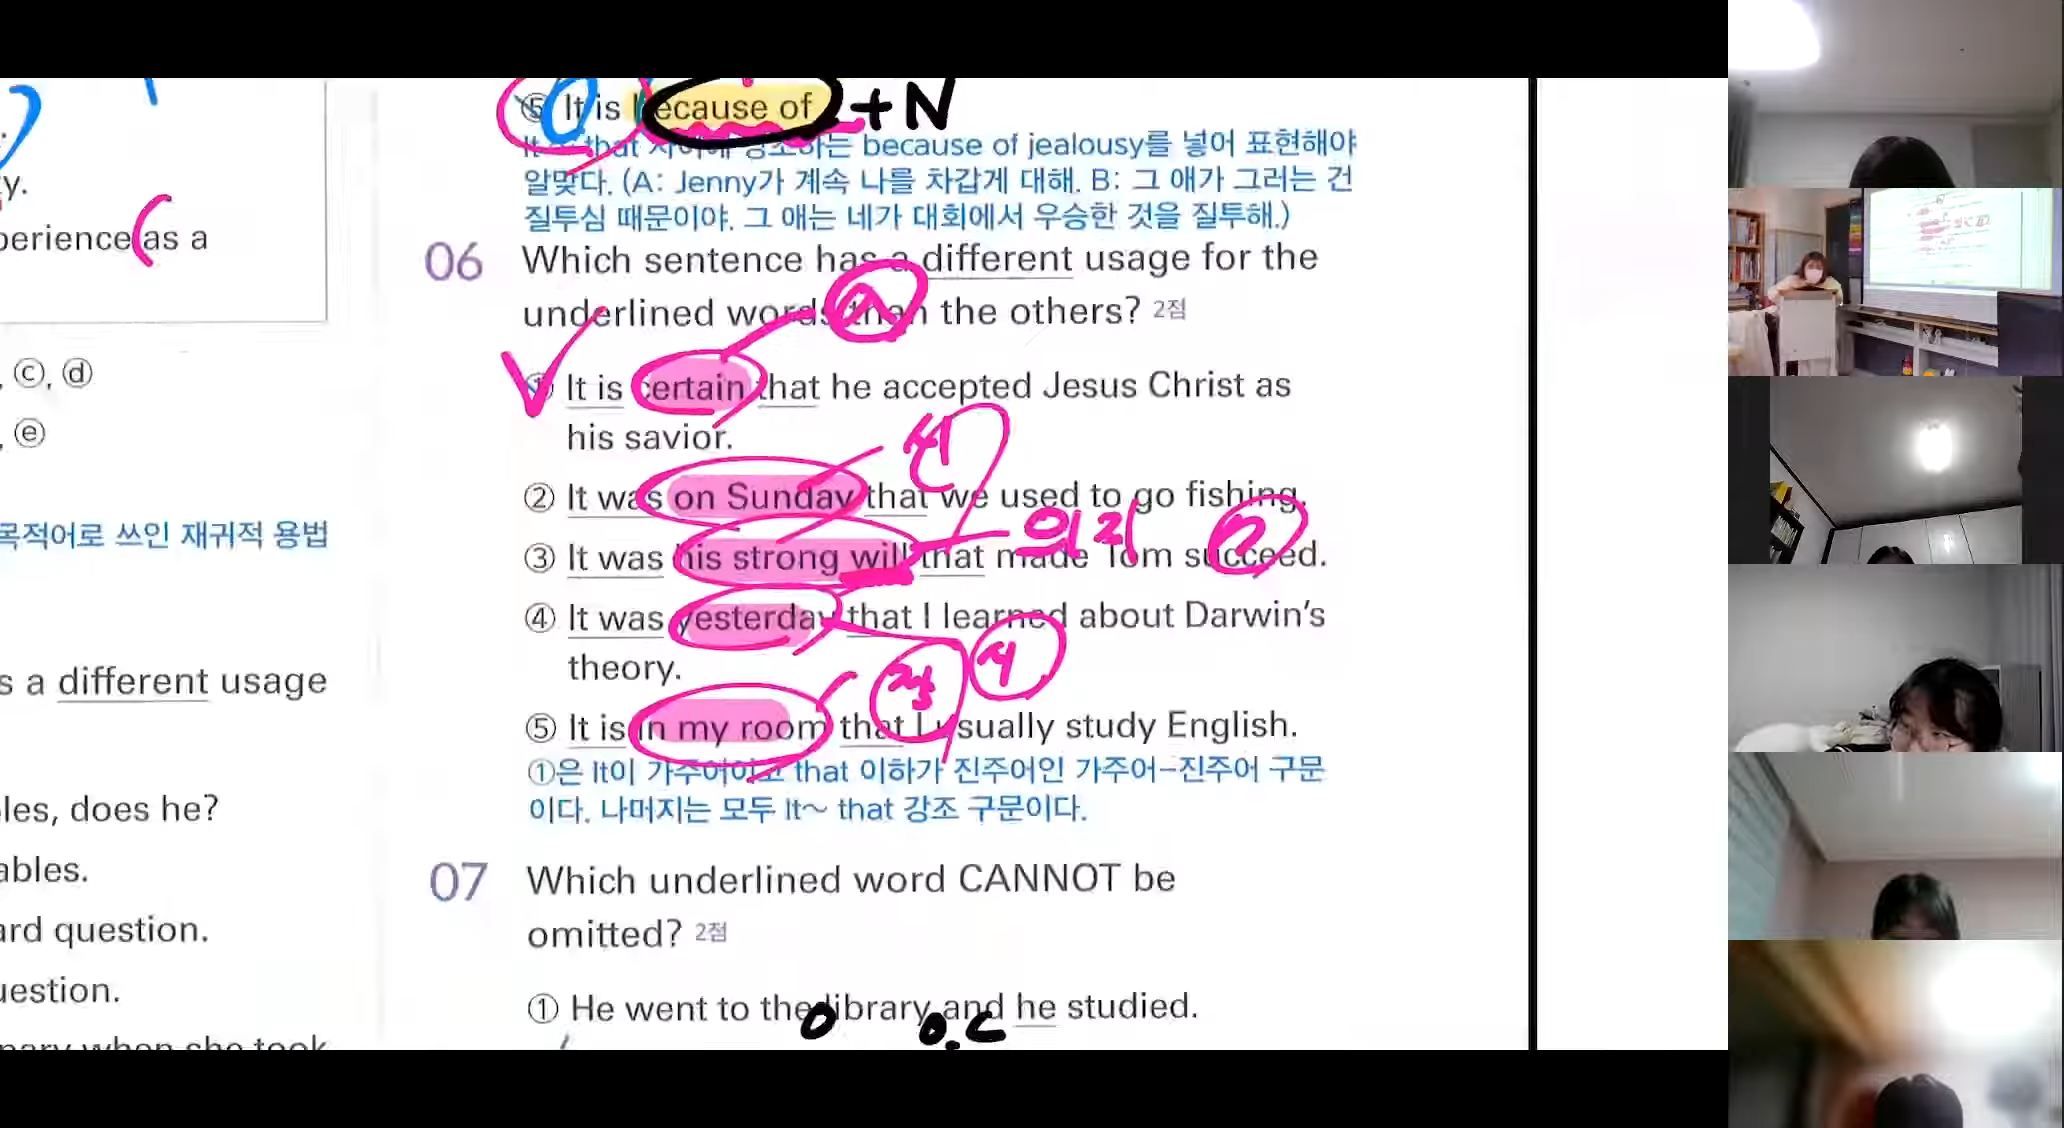 y.
perience as a
, ⓒ, ⓓ
, ⓔ
목적어로 쓰인 재귀적 용법
s a different usage
les, does he?
ables.
ard question.
uestion.
nary when she took
⑤ It is because of + N
It ~ that 사이에 강조하는 because of jealousy를 넣어 표현해야
알맞다. (A: Jenny가 계속 나를 차갑게 대해. B: 그 애가 그러는 건
질투심 때문이야. 그 애는 네가 대회에서 우승한 것을 질투해.)
06 Which sentence has a different usage for the
underlined words than the others? 2점
① It is certain that he accepted Jesus Christ as
his savior.
② It was on Sunday that we used to go fishing.
③ It was his strong will that made Tom succeed.
④ It was yesterday that I learned about Darwin's
theory.
⑤ It is in my room that I usually study English.
①은 It이 가주어이고 that 이하가 진주어인 가주어-진주어 구문
이다. 나머지는 모두 It~ that 강조 구문이다.
07 Which underlined word CANNOT be
omitted? 2점
① He went to the library and he studied.